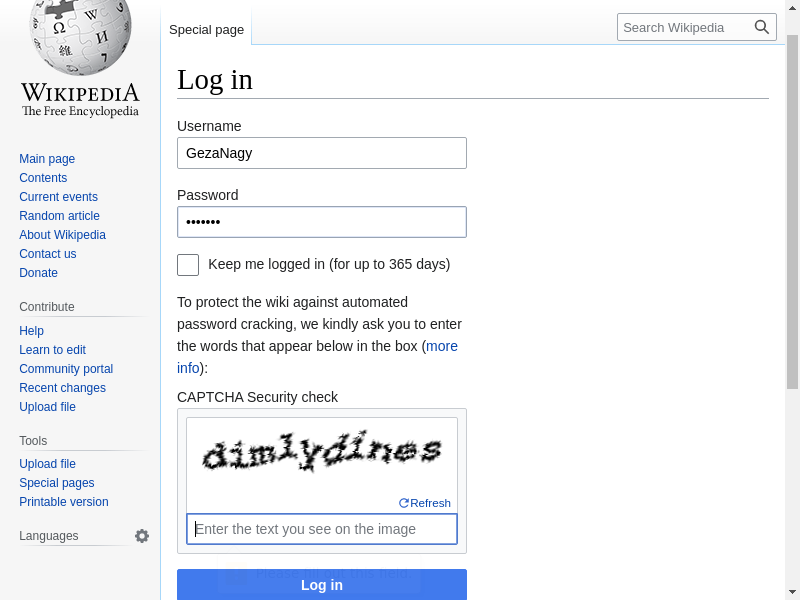 Special page
Search Wikipedia
WIKIPEDIA
The Free Encyclopedia
Main page
Contents
Current events
Random article
About Wikipedia
Contact us
Donate
Contribute
Help
Learn to edit
Community portal
Recent changes
Upload file
Tools
Upload file
Special pages
Printable version
Languages
Log in
Username
GezaNagy
Password
•••••••
Keep me logged in (for up to 365 days)
To protect the wiki against automated
password cracking, we kindly ask you to enter
the words that appear below in the box (more
info):
CAPTCHA Security check
dimlydines
Refresh
Enter the text you see on the image
Log in